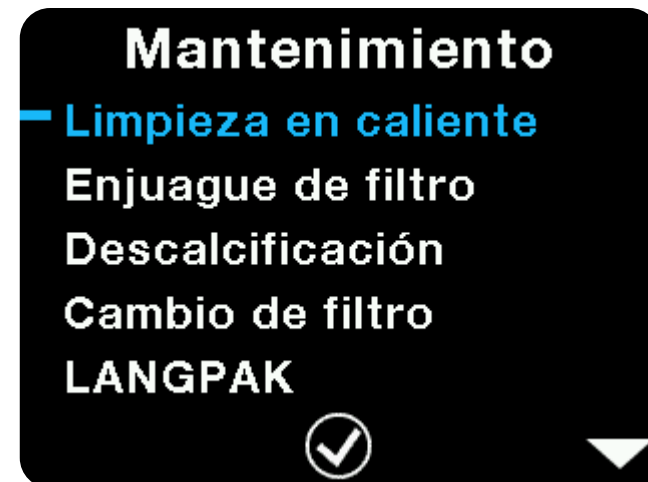 Mantenimiento
Limpieza en caliente
Enjuague de filtro
Descalcificación
Cambio de filtro
LANGPAK